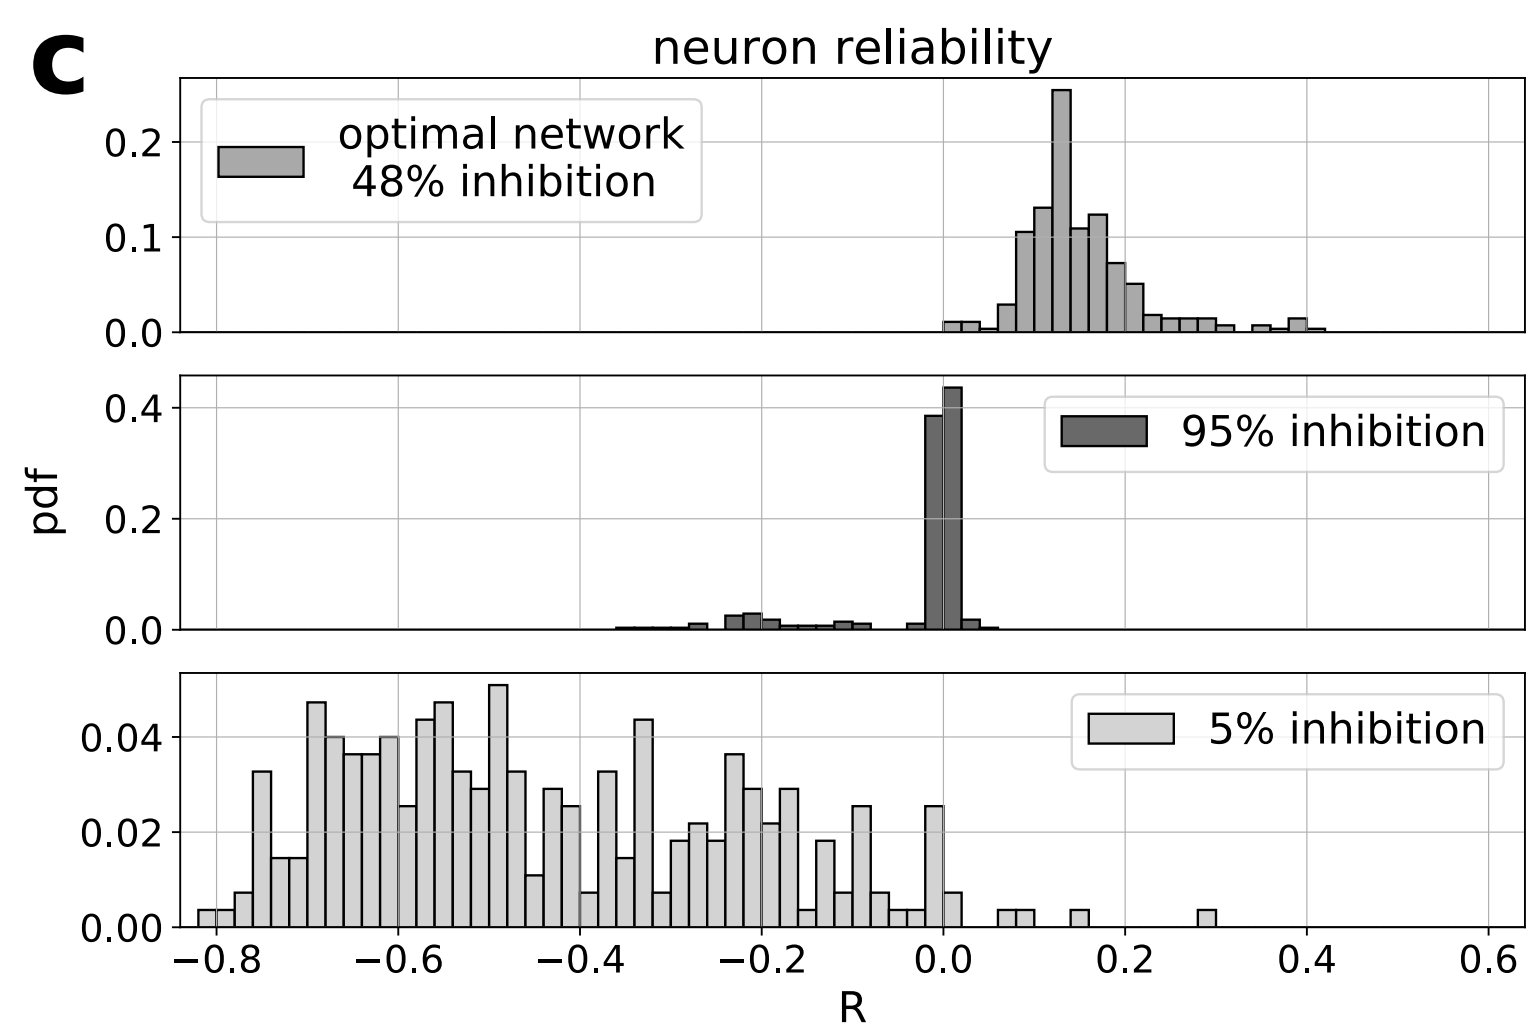 c
neuron reliability
optimal network
48% inhibition
0.2
0.1
0.0
95% inhibition
0.4
0.2
0.0
pdf
5% inhibition
0.04
0.02
0.00
−0.8 −0.6 −0.4 −0.2 0.0 0.2 0.4 0.6
R